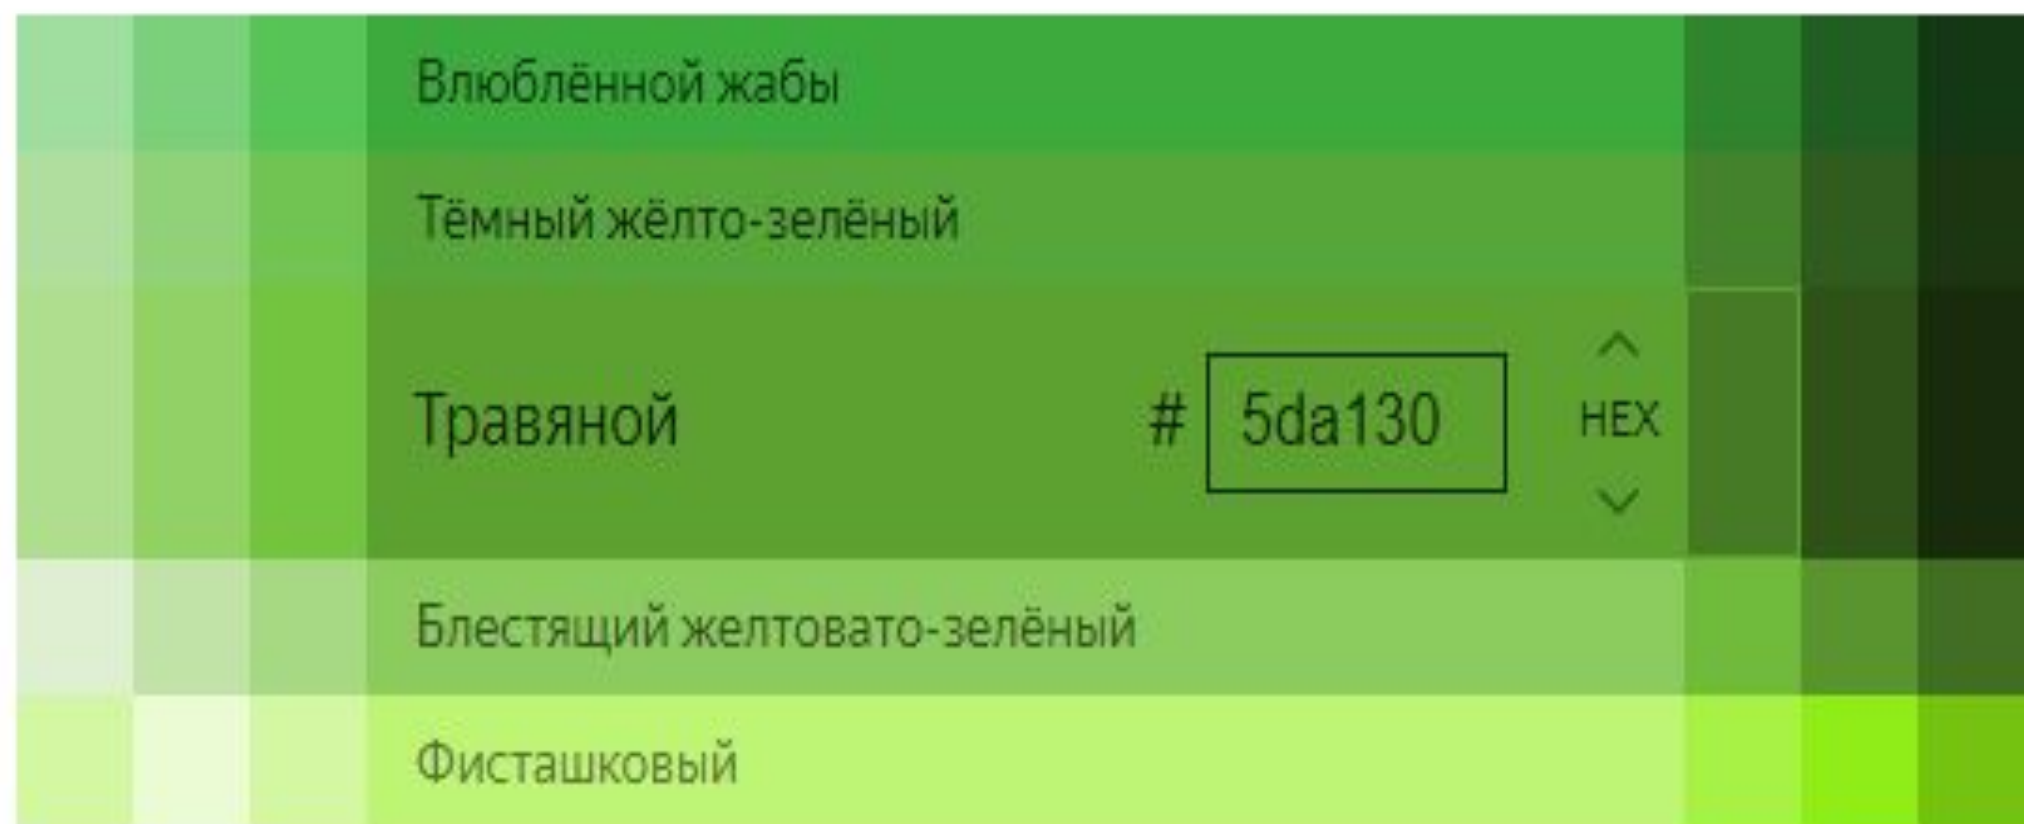 Влюблённой жабы
Тёмный жёлто-зелёный
Травяной # 5da130 HEX
Блестящий желтовато-зелёный
Фисташковый